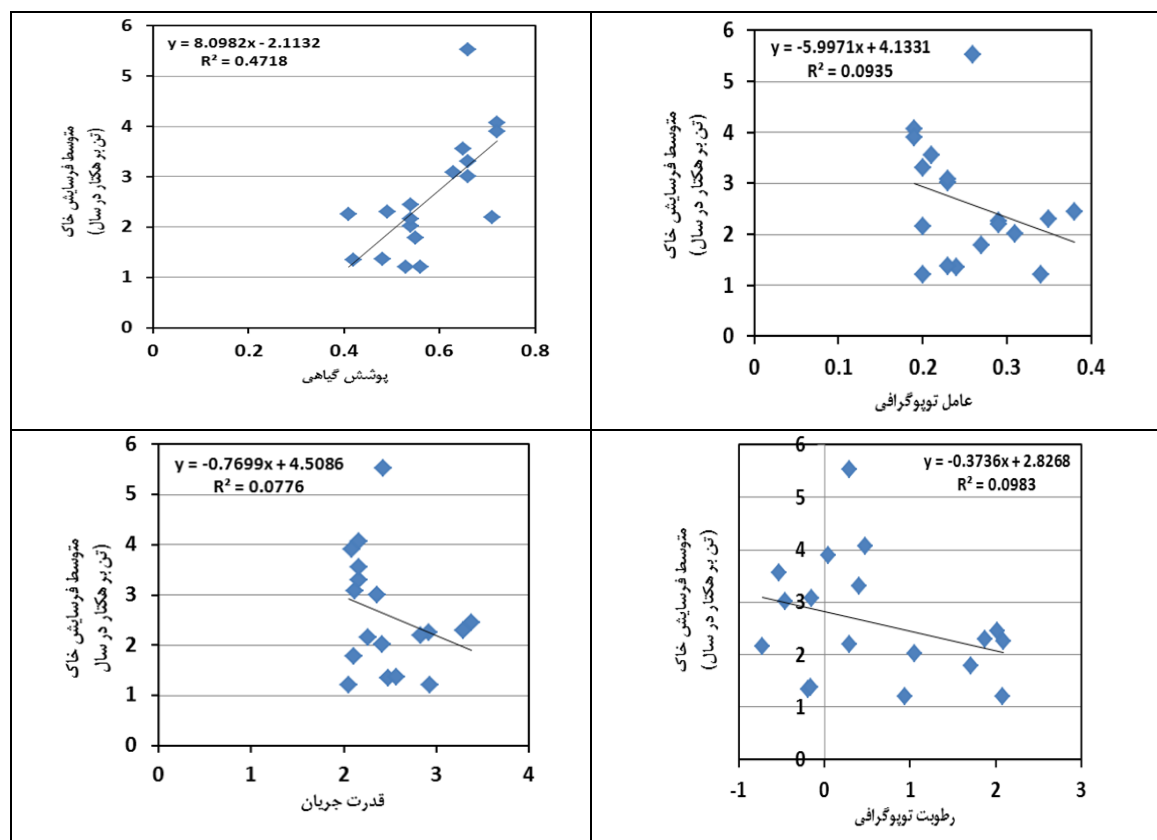 y = 8.0982x - 2.1132
R² = 0.4718
6
5
4
3
2
1
0
0
0.2
0.4
0.6
0.8
متوسط فرسایش خاک
(تن بر هکتار در سال)
پوشش گیاهی
y = -5.9971x + 4.1331
R² = 0.0935
6
5
4
3
2
1
0
0
0.1
0.2
0.3
0.4
متوسط فرسایش خاک
(تن بر هکتار در سال)
عامل توپوگرافی
y = -0.7699x + 4.5086
R² = 0.0776
6
5
4
3
2
1
0
0
1
2
3
4
متوسط فرسایش خاک
(تن بر هکتار در سال
قدرت جریان
y = -0.3736x + 2.8268
R² = 0.0983
6
5
4
3
2
1
0
-1
0
1
2
3
متوسط فرسایش خاک
(تن بر هکتار در سال)
رطوبت توپوگرافی